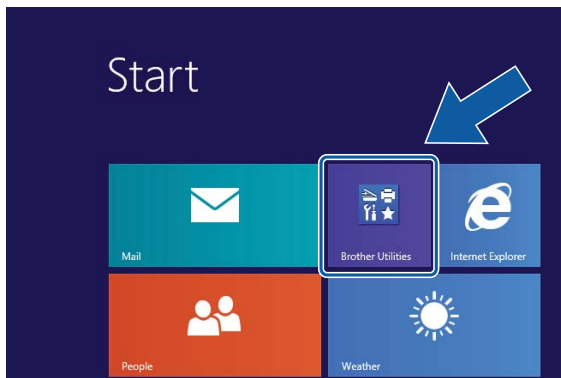 Start
Mail
Brother Utilities
Internet Explorer
People
Weather